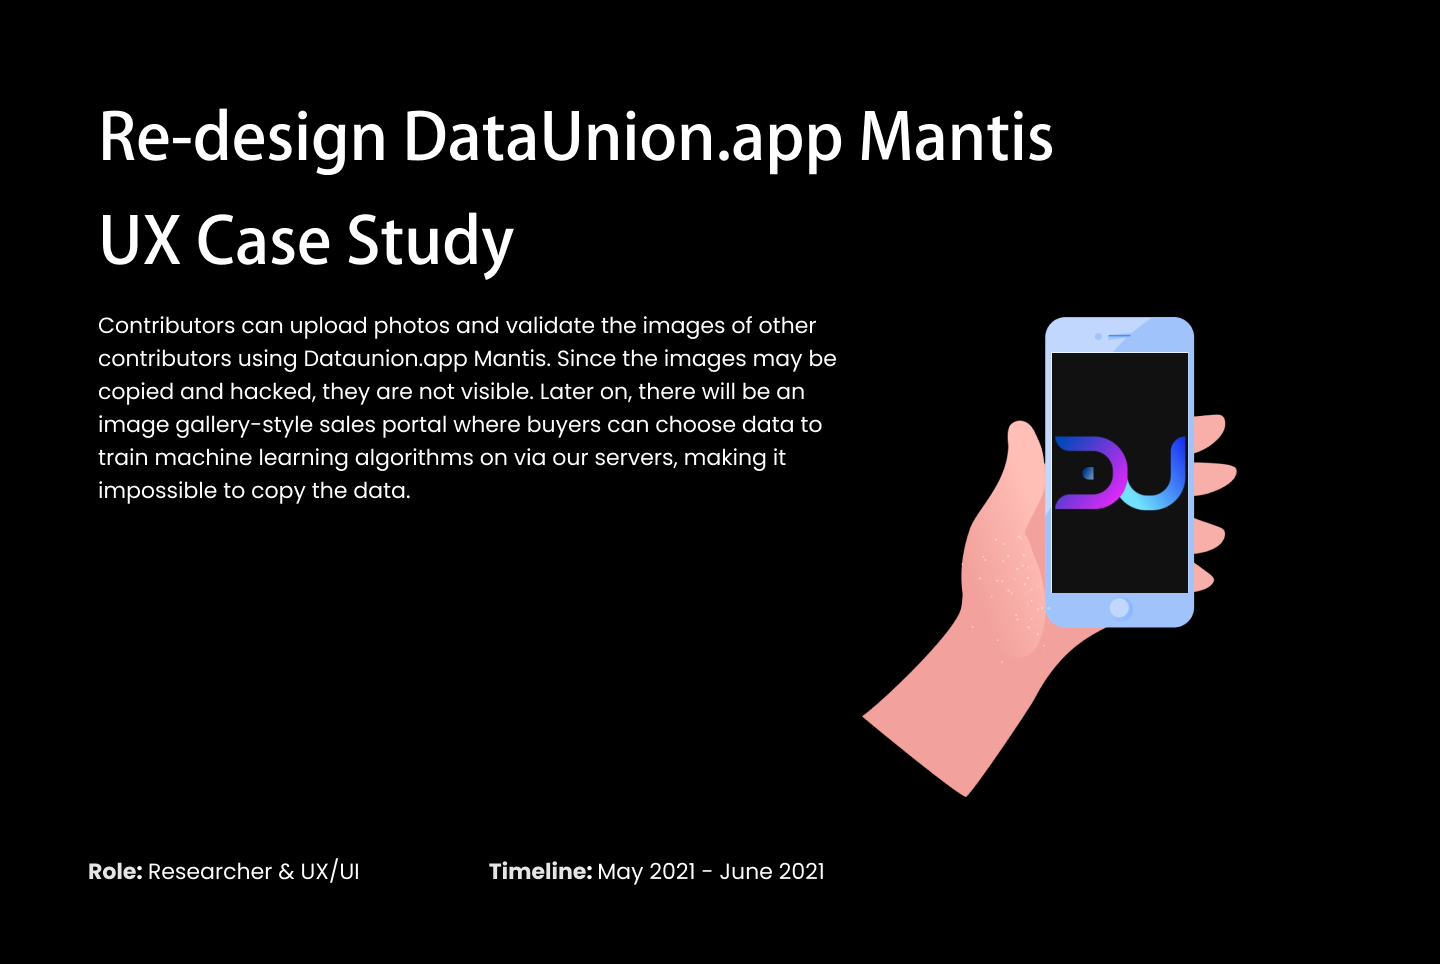 Re-design DataUnion.app Mantis
UX Case Study
Contributors can upload photos and validate the images of other
contributors using Dataunion.app Mantis. Since the images may be
copied and hacked, they are not visible. Later on, there will be an
image gallery-style sales portal where buyers can choose data to
train machine learning algorithms on via our servers, making it
impossible to copy the data.
DU
Role: Researcher & UX/UI
Timeline: May 2021 - June 2021